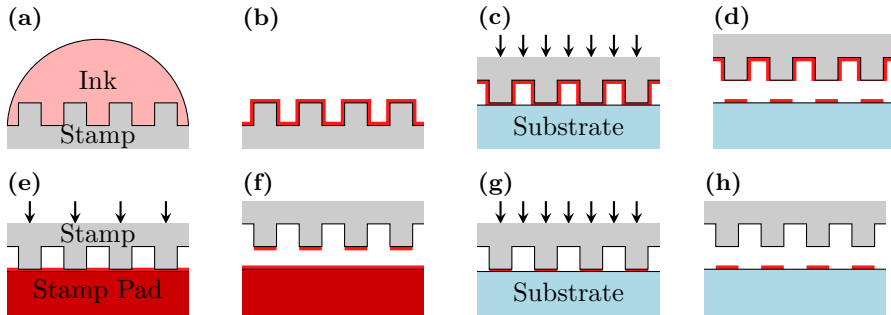 (a)
(b)
(c)
(d)
Ink
Stamp
Substrate
(e)
(f)
(g)
(h)
Stamp
Stamp Pad
Substrate